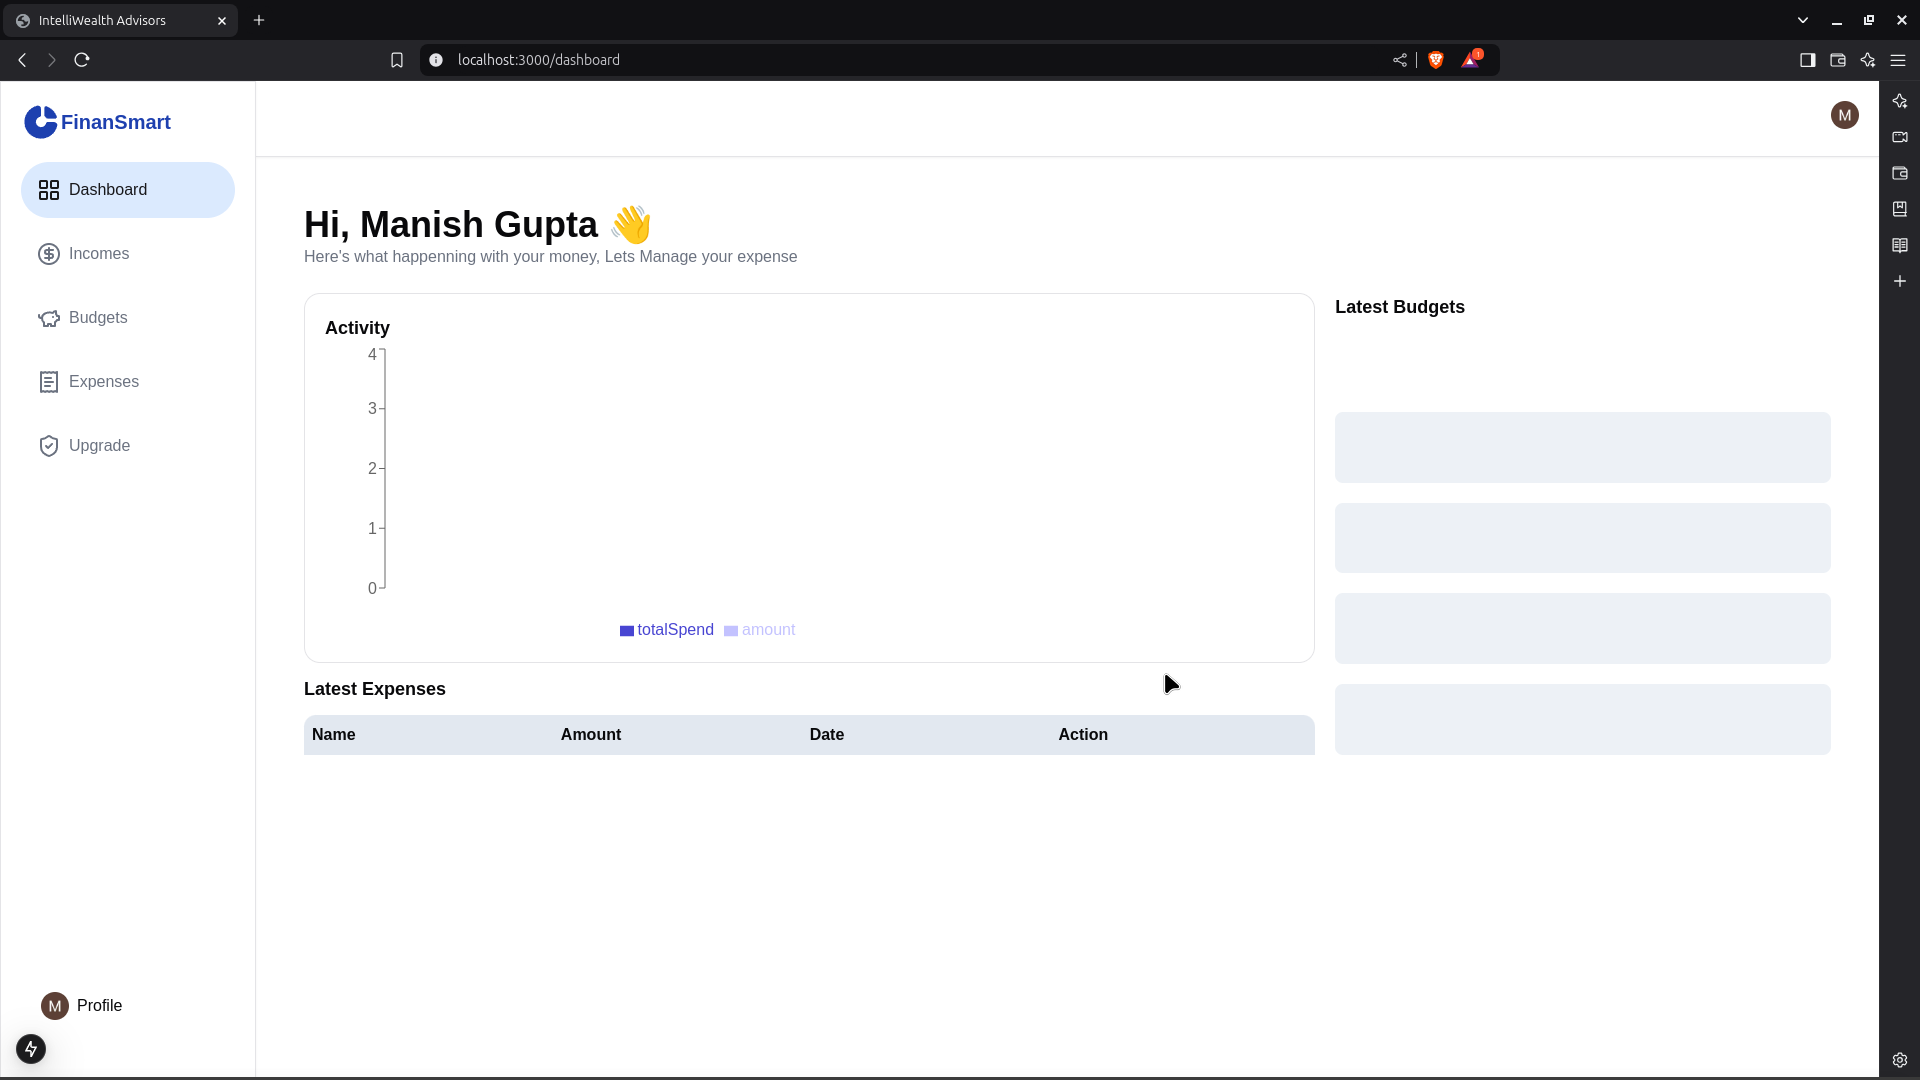 IntelliWealth Advisors
localhost:3000/dashboard
1
FinanSmart
M
Dashboard
Incomes
Budgets
Expenses
Upgrade
Hi, Manish Gupta 👋
Here's what happenning with your money, Lets Manage your expense
Activity
4
3
2
1
0
totalSpend amount
Latest Budgets
Latest Expenses
Name Amount Date Action
M Profile